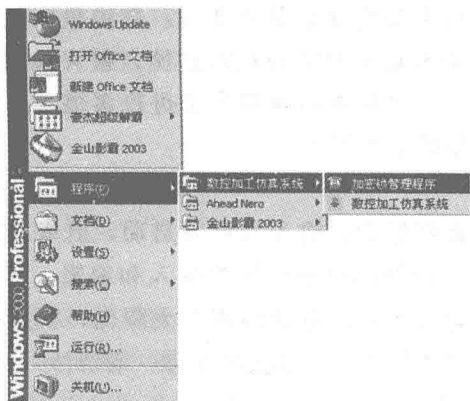 Windows Update
打开 Office 文档
新建 Office 文档
豪杰超级解霸
金山影霸 2003
程序(P)
数控加工仿真系统
加密锁管理程序
Ahead Nero
数控加工仿真系统
文档(D)
金山影霸 2003
设置(S)
搜索(C)
帮助(H)
运行(R)...
关机(U)...
Windows 2000 Professional